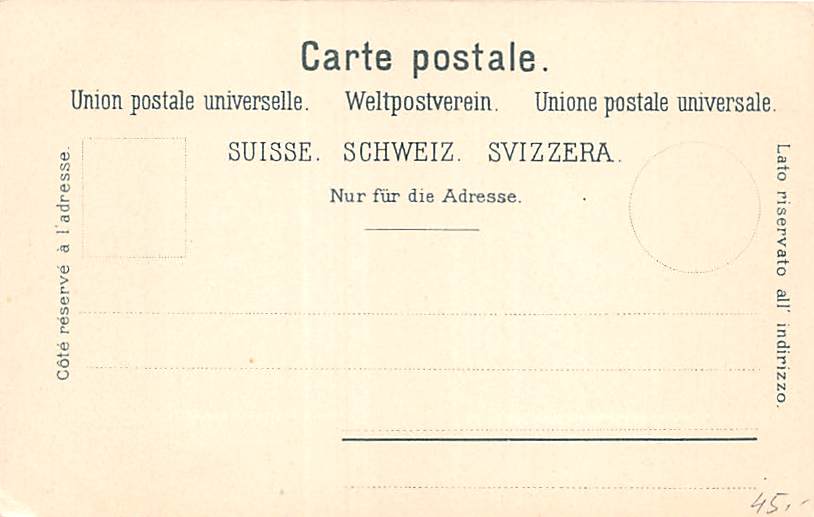 Carte postale.
Union postale universelle. Weltpostverein. Unione postale universale.
SUISSE. SCHWEIZ. SVIZZERA.
Nur für die Adresse.
Côté réservé à l'adresse.
Lato riservato all' indirizzo.
45.-